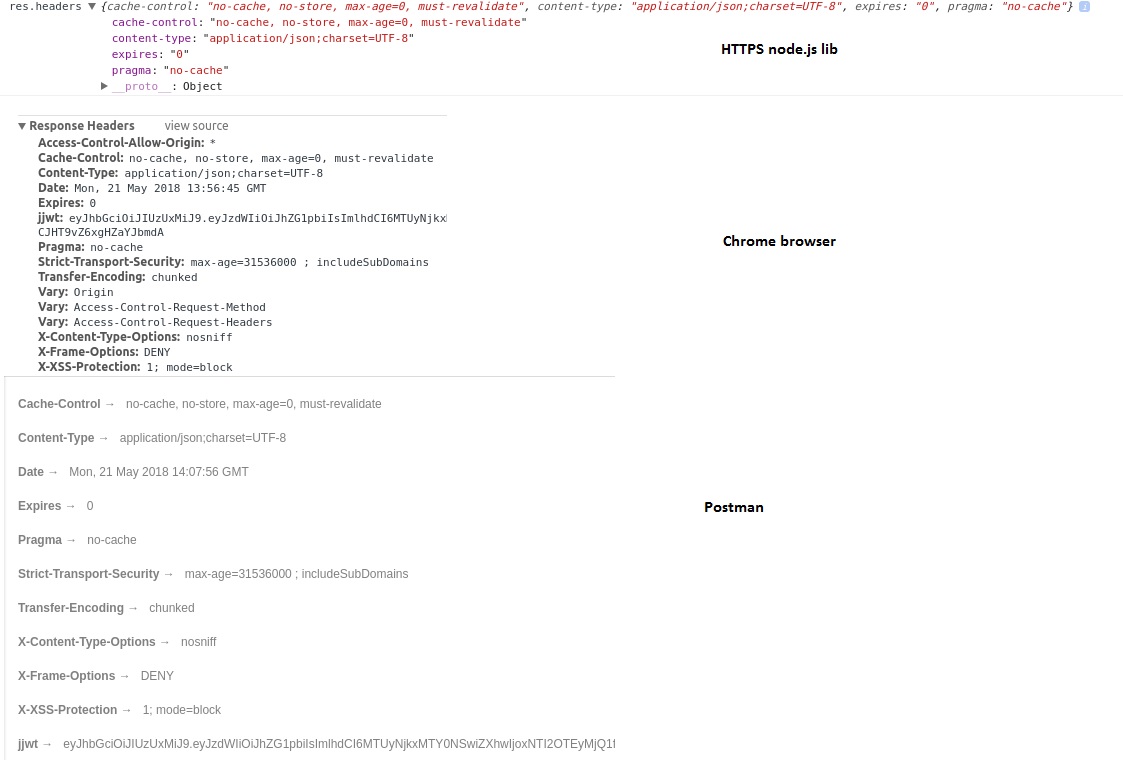 res.headers ▼ {cache-control: "no-cache, no-store, max-age=0, must-revalidate", content-type: "application/json;charset=UTF-8", expires: "0", pragma: "no-cache"} i
cache-control: "no-cache, no-store, max-age=0, must-revalidate"
content-type: "application/json;charset=UTF-8"
expires: "0"
pragma: "no-cache"
▶ __proto__: Object
HTTPS node.js lib
▼ Response Headers view source
Access-Control-Allow-Origin: *
Cache-Control: no-cache, no-store, max-age=0, must-revalidate
Content-Type: application/json;charset=UTF-8
Date: Mon, 21 May 2018 13:56:45 GMT
Expires: 0
jjwt: eyJhbGciOiJIUzUxMiJ9.eyJzdWIiOiJhZG1pbiIsImlhdCI6MTUyNjkx
CJHT9vZ6xgHZaYJbmdA
Pragma: no-cache
Strict-Transport-Security: max-age=31536000 ; includeSubDomains
Transfer-Encoding: chunked
Vary: Origin
Vary: Access-Control-Request-Method
Vary: Access-Control-Request-Headers
X-Content-Type-Options: nosniff
X-Frame-Options: DENY
X-XSS-Protection: 1; mode=block
Chrome browser
Cache-Control → no-cache, no-store, max-age=0, must-revalidate
Content-Type → application/json;charset=UTF-8
Date → Mon, 21 May 2018 14:07:56 GMT
Expires → 0
Pragma → no-cache
Strict-Transport-Security → max-age=31536000 ; includeSubDomains
Transfer-Encoding → chunked
X-Content-Type-Options → nosniff
X-Frame-Options → DENY
X-XSS-Protection → 1; mode=block
jjwt → eyJhbGciOiJIUzUxMiJ9.eyJzdWIiOiJhZG1pbiIsImlhdCI6MTUyNjkxMTY0NSwiZXhwIjoxNTI2OTEyMjQ1f
Postman